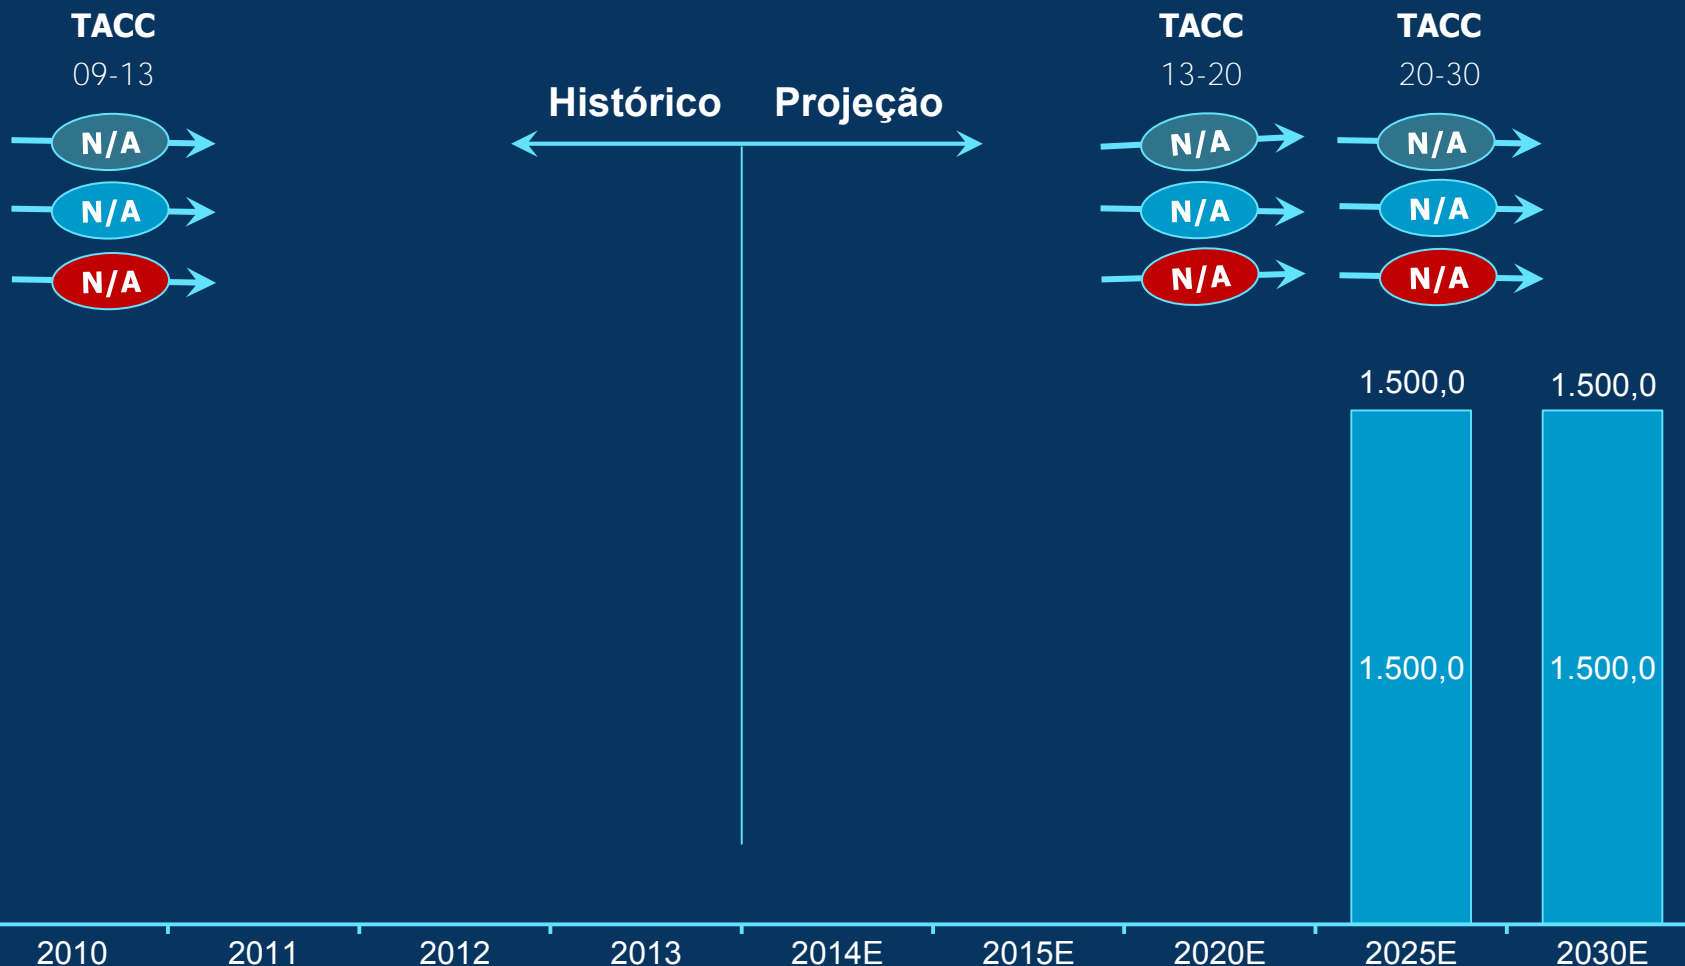 TACC
09-13
N/A
N/A
N/A
Histórico Projeção
TACC
13-20
N/A
N/A
N/A
TACC
20-30
N/A
N/A
N/A
1.500,0 1.500,0
1.500,0 1.500,0
2010 2011 2012 2013 2014E 2015E 2020E 2025E 2030E